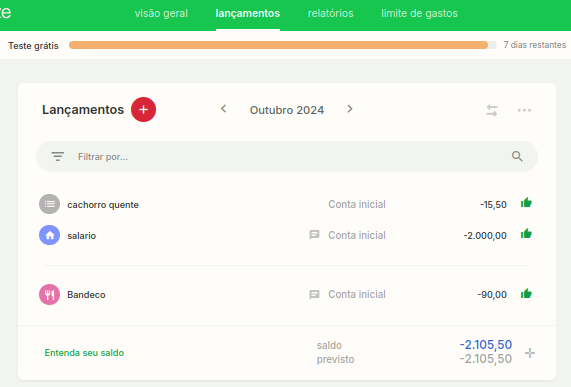 visão geral lançamentos relatórios limite de gastos
Teste grátis 7 dias restantes
Lançamentos + Outubro 2024
Filtrar por...
cachorro quente Conta inicial -15,50
salario Conta inicial -2.000,00
Bandeco Conta inicial -90,00
Entenda seu saldo saldo -2.105,50
previsto -2.105,50